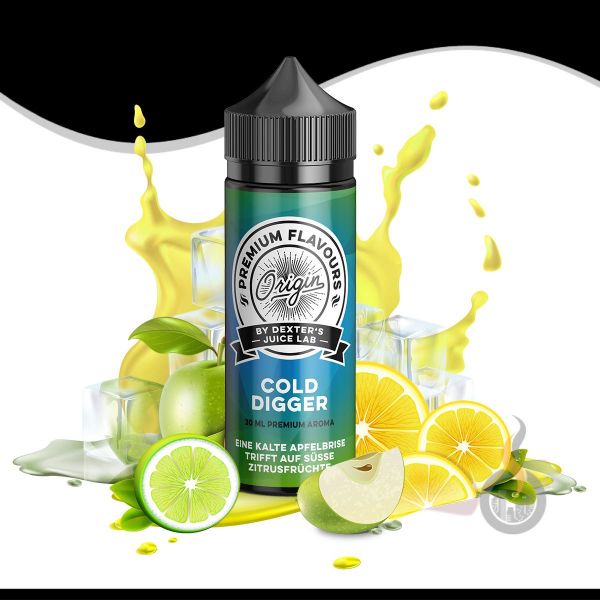 PREMIUM FLAVOURS
Origin
BY DEXTER'S
JUICE LAB
COLD
DIGGER
30 ML PREMIUM AROMA
EINE KALTE APFELBRISE
TRIFFT AUF SÜSSE
ZITRUSFRÜCHTE